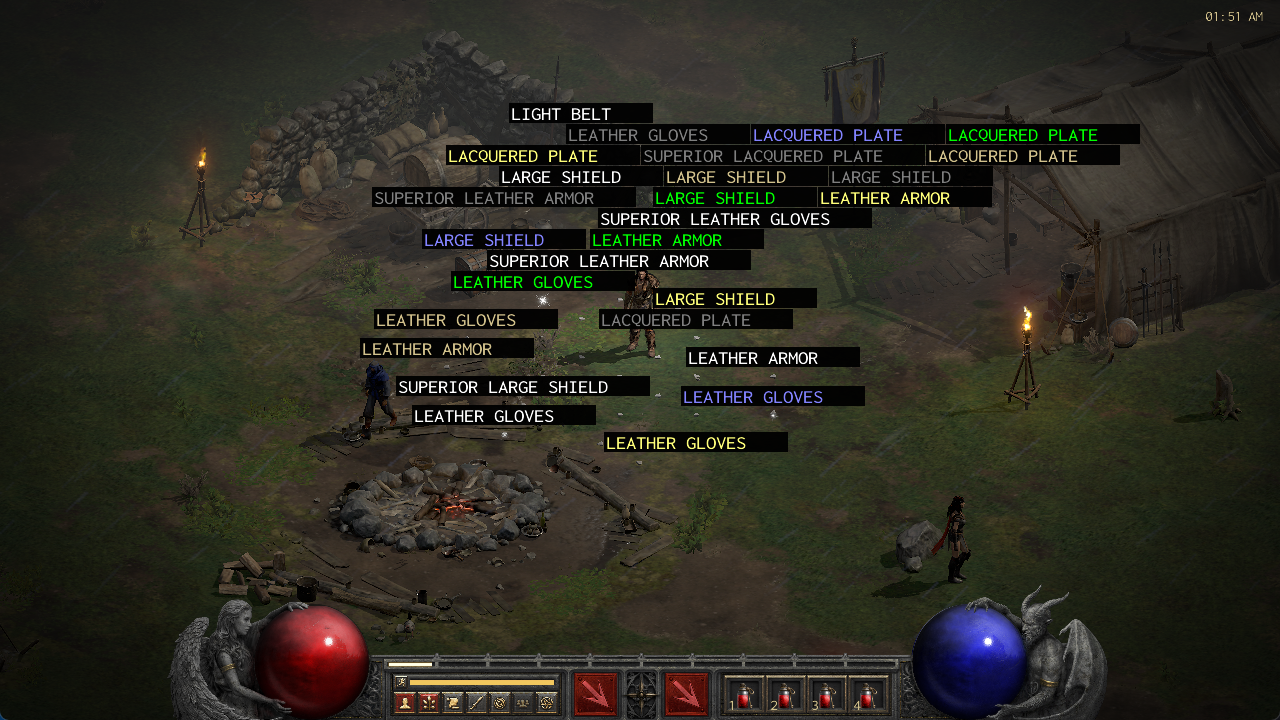 01:51 AM
LIGHT BELT
LEATHER GLOVES LACQUERED PLATE LACQUERED PLATE
LACQUERED PLATE SUPERIOR LACQUERED PLATE LACQUERED PLATE
LARGE SHIELD LARGE SHIELD LARGE SHIELD
SUPERIOR LEATHER ARMOR LARGE SHIELD LEATHER ARMOR
SUPERIOR LEATHER GLOVES
LARGE SHIELD LEATHER ARMOR
SUPERIOR LEATHER ARMOR
LEATHER GLOVES
LARGE SHIELD
LEATHER GLOVES LACQUERED PLATE
LEATHER ARMOR
LEATHER ARMOR
SUPERIOR LARGE SHIELD
LEATHER GLOVES
LEATHER GLOVES
LEATHER GLOVES
1 2 3 4